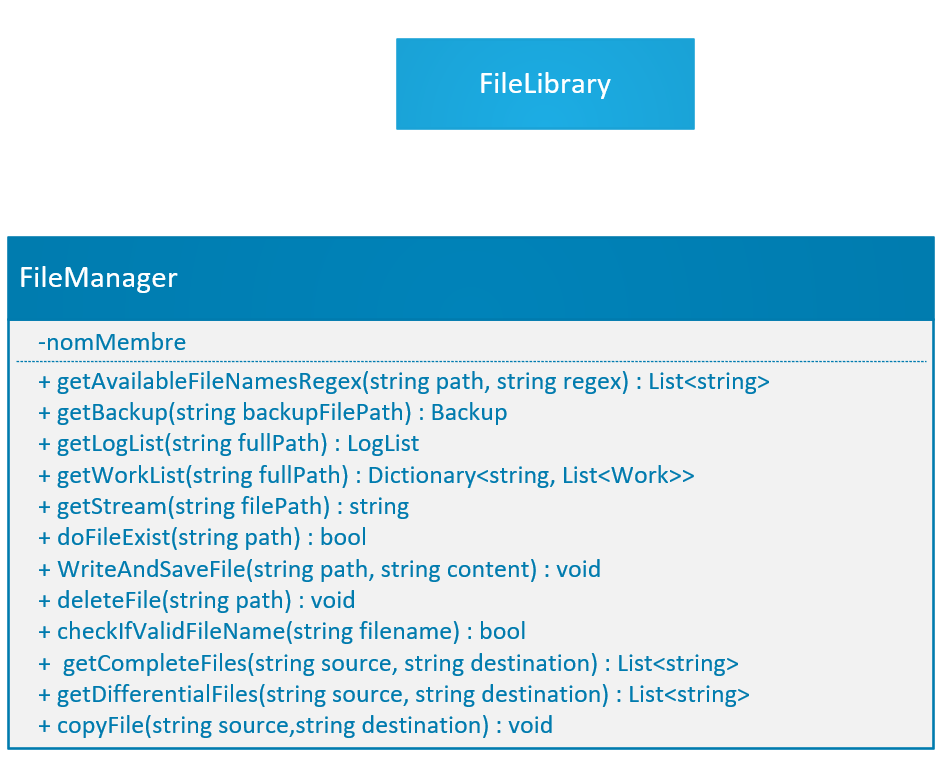 FileLibrary
FileManager
-nomMembre
+ getAvailableFileNamesRegex(string path, string regex) : List<string>
+ getBackup(string backupFilePath) : Backup
+ getLogList(string fullPath) : LogList
+ getWorkList(string fullPath) : Dictionary<string, List<Work>>
+ getStream(string filePath) : string
+ doFileExist(string path) : bool
+ WriteAndSaveFile(string path, string content) : void
+ deleteFile(string path) : void
+ checkIfValidFileName(string filename) : bool
+  getCompleteFiles(string source, string destination) : List<string>
+ getDifferentialFiles(string source, string destination) : List<string>
+ copyFile(string source,string destination) : void